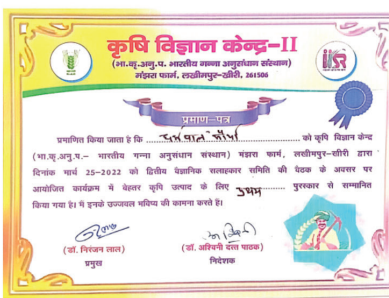 कृषि विज्ञान केन्द्र-II
(भा.कृ.अनु.प. भारतीय गन्ना अनुसंधान संस्थान)
मंझरा फार्म, लखीमपुर-खीरी, 261506
प्रमाण-पत्र
प्रमाणित किया जाता है कि मौर्या को कृषि विज्ञान केन्द्र
(भा.कृ.अनु.प.– भारतीय गन्ना अनुसंधान संस्थान) मंझरा फार्म, लखीमपुर-खीरी द्वारा
दिनांक मार्च 25-2022 को द्वितीय वैज्ञानिक सलाहकार समिति की बैठक के अवसर पर
आयोजित कार्यक्रम में बेहतर कृषि उत्पाद के लिए प्रथम पुरस्कार से सम्मानित
किया गया है। मैं इनके उज्जवल भविष्य की कामना करते है।
(डॉ. निरंजन लाल) (डॉ. अश्विनी दत्त पाठक)
प्रमुख निदेशक